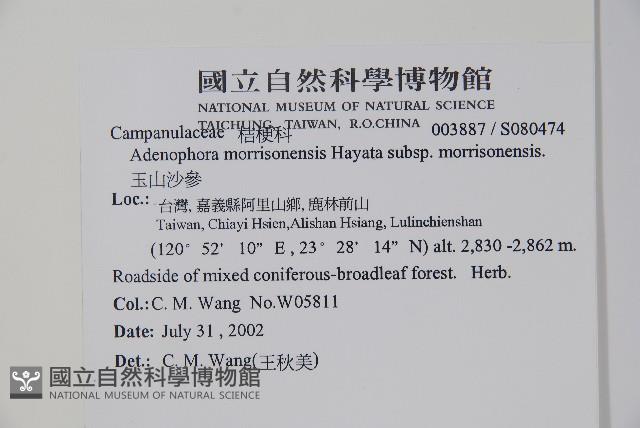 國立自然科學博物館
NATIONAL MUSEUM OF NATURAL SCIENCE
TAICHUNG, TAIWAN, R.O.CHINA
Campanulaceae 桔梗科 003887 / S080474
Adenophora morrisonensis Hayata subsp. morrisonensis.
玉山沙參
Loc.: 台灣, 嘉義縣阿里山鄉, 鹿林前山
Taiwan, Chiayi Hsien,Alishan Hsiang, Lulinchienshan
(120° 52’ 10” E , 23° 28’ 14” N) alt. 2,830 -2,862 m.
Roadside of mixed coniferous-broadleaf forest. Herb.
Col.: C. M. Wang No.W05811
Date: July 31 , 2002
Det.: C. M. Wang(王秋美)
國立自然科學博物館
NATIONAL MUSEUM OF NATURAL SCIENCE